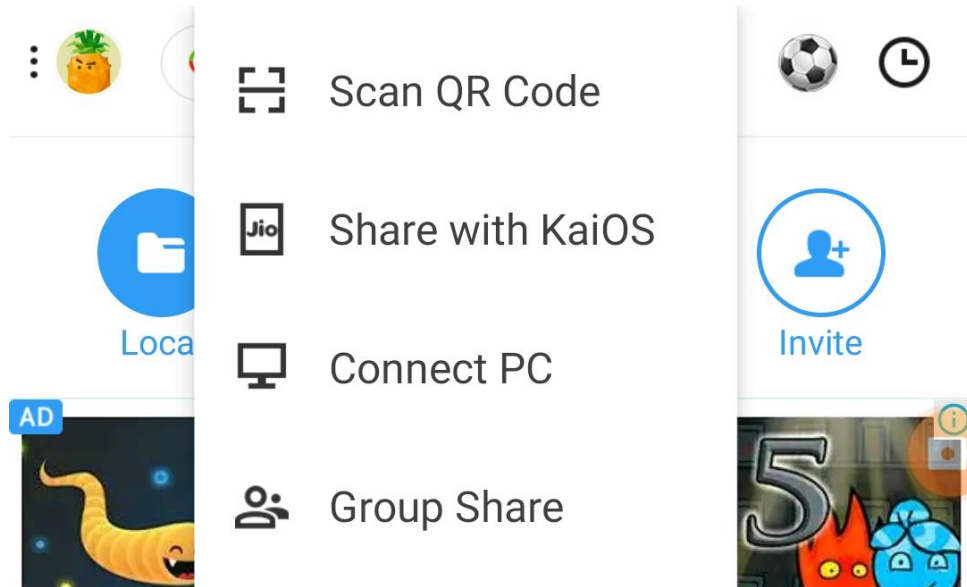 Scan QR Code
Jio
Share with KaiOS
Loca
Invite
Connect PC
AD
5
Group Share